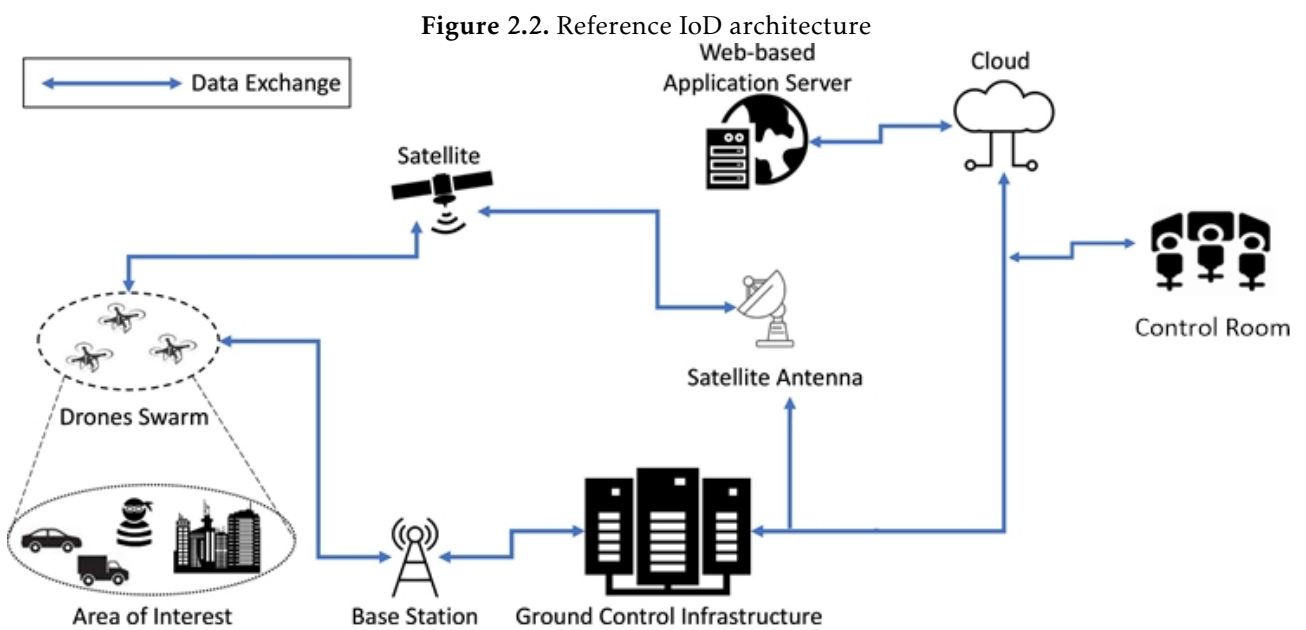 Figure 2.2. Reference IoD architecture
Data Exchange
Web-based
Application Server
Cloud
Satellite
Control Room
Satellite Antenna
Drones Swarm
Area of Interest
Base Station
Ground Control Infrastructure